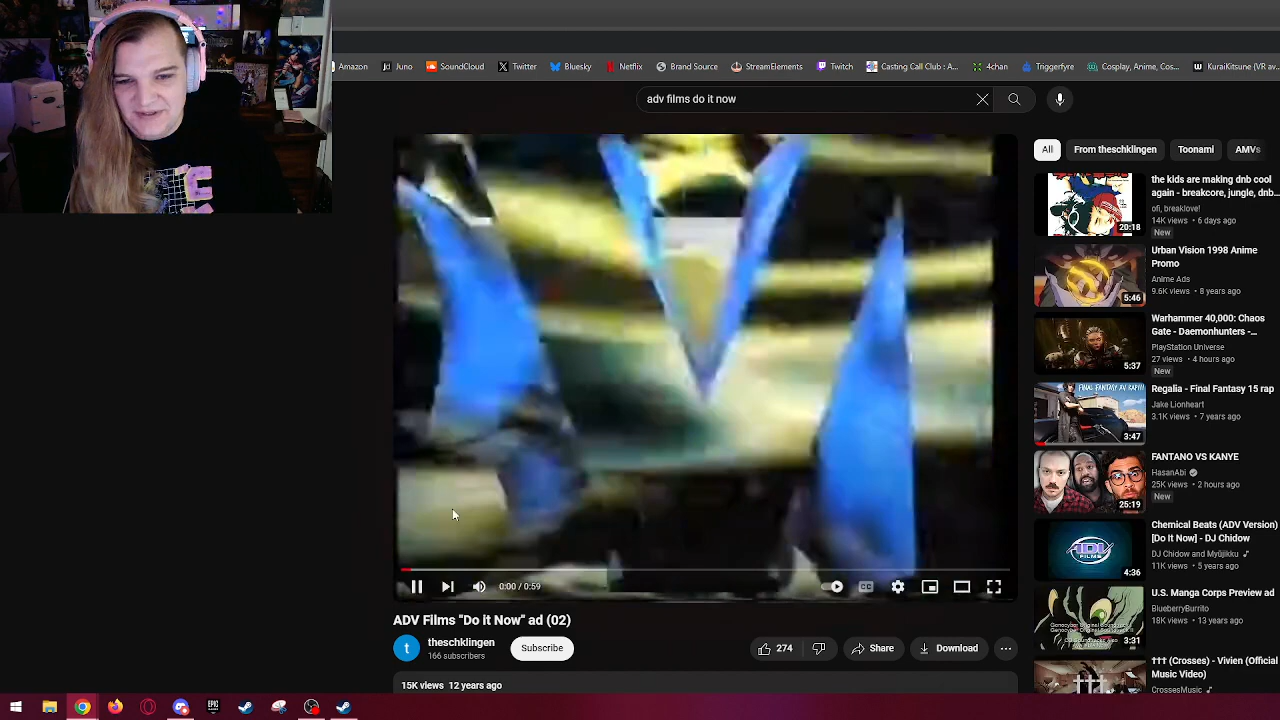 Amazon Juno SoundCloud Twitter Bluesky Netflix Brand Source StreamElements Twitch Casting Call Club : A... 4chan Triggerfyre Cosplay, Anime, Cos... KuraiKitsune (VR av...
adv films do it now
All From theschklingen Toonami AMVs
the kids are making dnb cool
again - breakcore, jungle, dnb...
ofi, breaklove!
14K views • 6 days ago
New
20:18
Urban Vision 1998 Anime
Promo
Anime Ads
9.6K views • 8 years ago
5:46
Warhammer 40,000: Chaos
Gate - Daemonhunters -...
PlayStation Universe
27 views • 4 hours ago
New
5:37
Regalia - Final Fantasy 15 rap
Jake Lionheart
3.1K views • 7 years ago
3:47
FANTANO VS KANYE
HasanAbi
25K views • 2 hours ago
New
25:19
Chemical Beats (ADV Version)
[Do It Now] - DJ Chidow
DJ Chidow and Myūjikku
11K views • 5 years ago
4:36
U.S. Manga Corps Preview ad
BlueberryBurrito
18K views • 13 years ago
3:31
††† (Crosses) - Vivien (Official
Music Video)
CrossesMusic
0:00 / 0:59
CC
ADV Films "Do It Now" ad (02)
t
theschklingen
166 subscribers
Subscribe
274
Share
Download
15K views 12 years ago